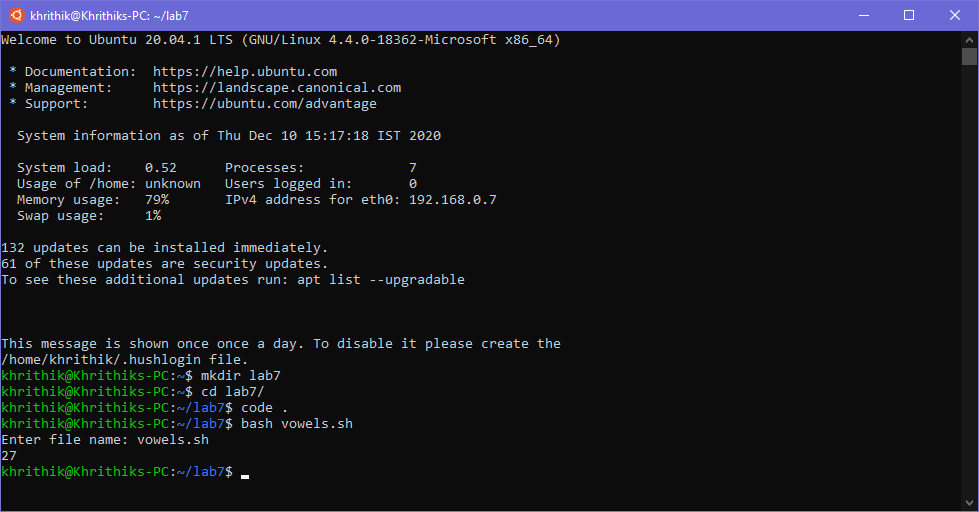 khrithik@Khrithiks-PC: ~/lab7
Welcome to Ubuntu 20.04.1 LTS (GNU/Linux 4.4.0-18362-Microsoft x86_64)
* Documentation:  https://help.ubuntu.com
* Management:     https://landscape.canonical.com
* Support:        https://ubuntu.com/advantage
System information as of Thu Dec 10 15:17:18 IST 2020
System load:    0.52      Processes:             7
Usage of /home: unknown   Users logged in:       0
Memory usage:   79%       IPv4 address for eth0: 192.168.0.7
Swap usage:     1%
132 updates can be installed immediately.
61 of these updates are security updates.
To see these additional updates run: apt list --upgradable
This message is shown once once a day. To disable it please create the
/home/khrithik/.hushlogin file.
khrithik@Khrithiks-PC:~$ mkdir lab7
khrithik@Khrithiks-PC:~$ cd lab7/
khrithik@Khrithiks-PC:~/lab7$ code .
khrithik@Khrithiks-PC:~/lab7$ bash vowels.sh
Enter file name: vowels.sh
27
khrithik@Khrithiks-PC:~/lab7$